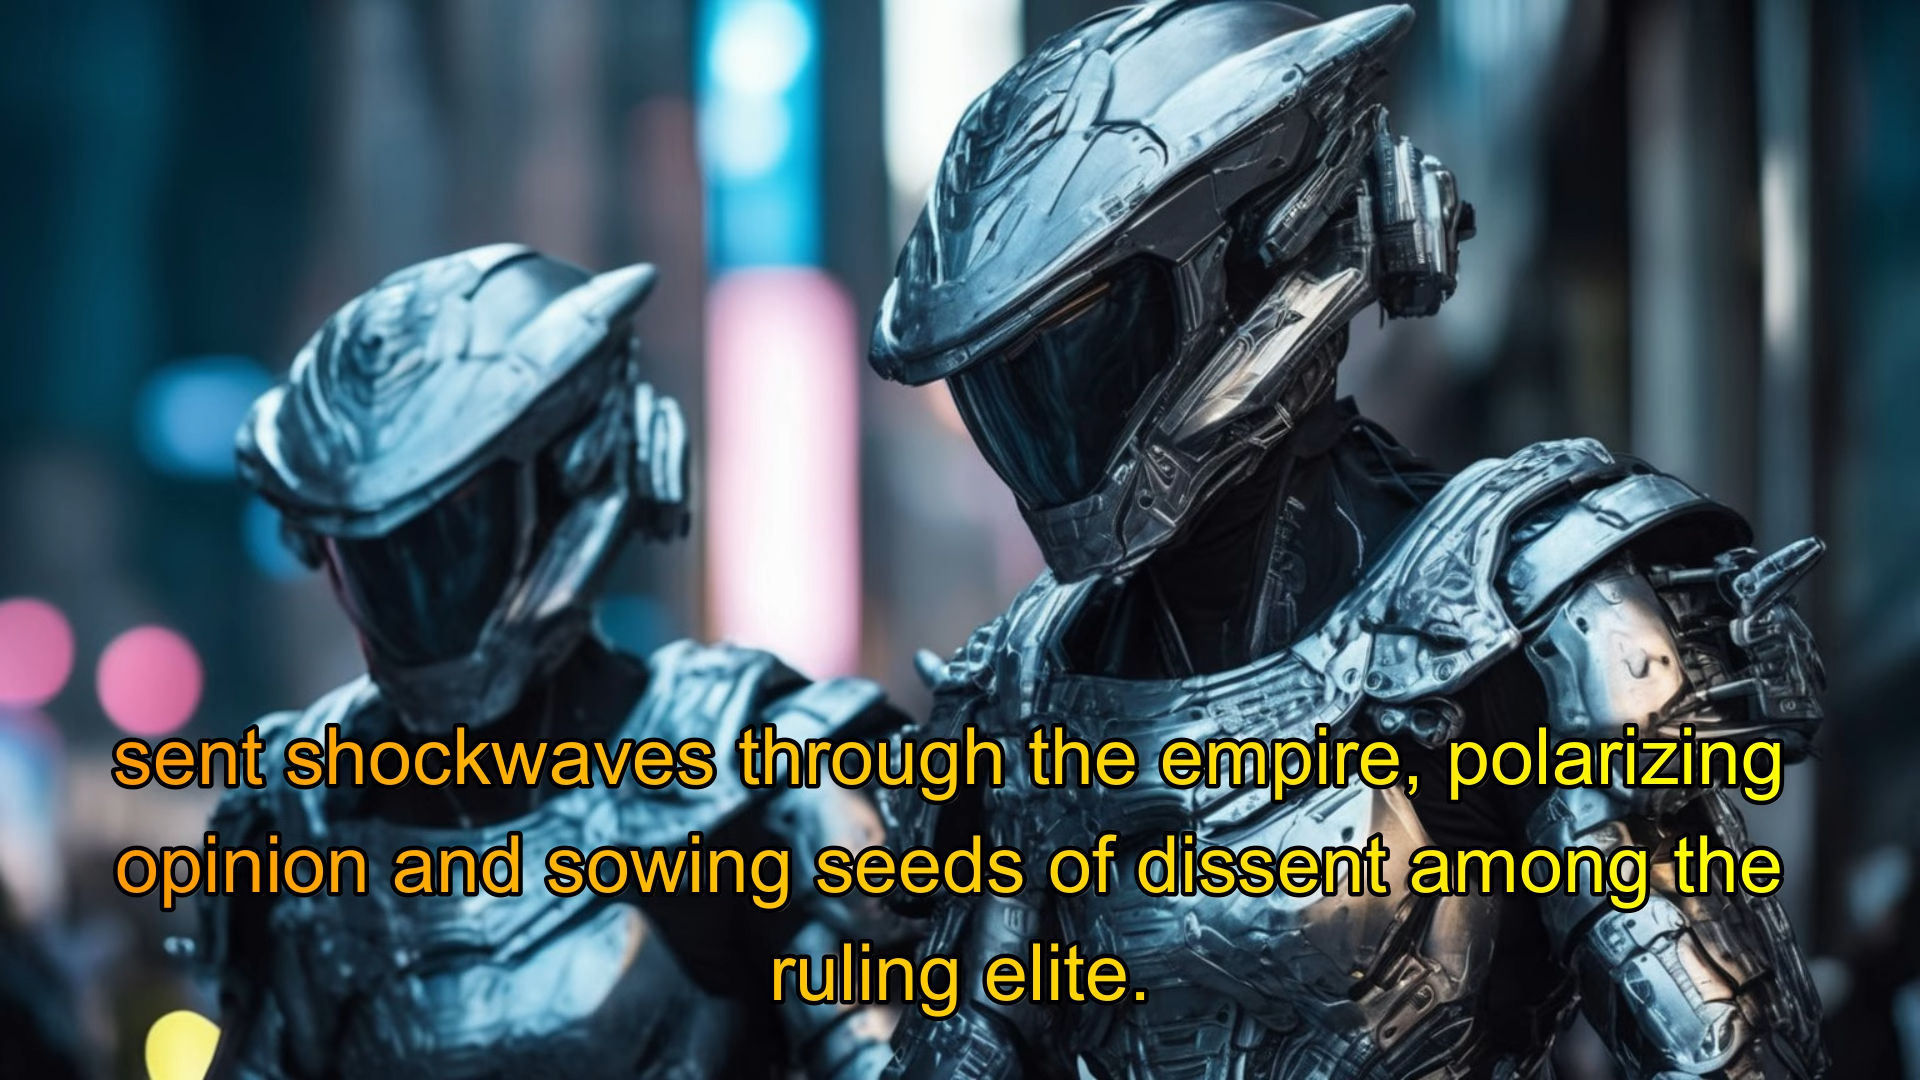 sent shockwaves through the empire, polarizing
opinion and sowing seeds of dissent among the
ruling elite.